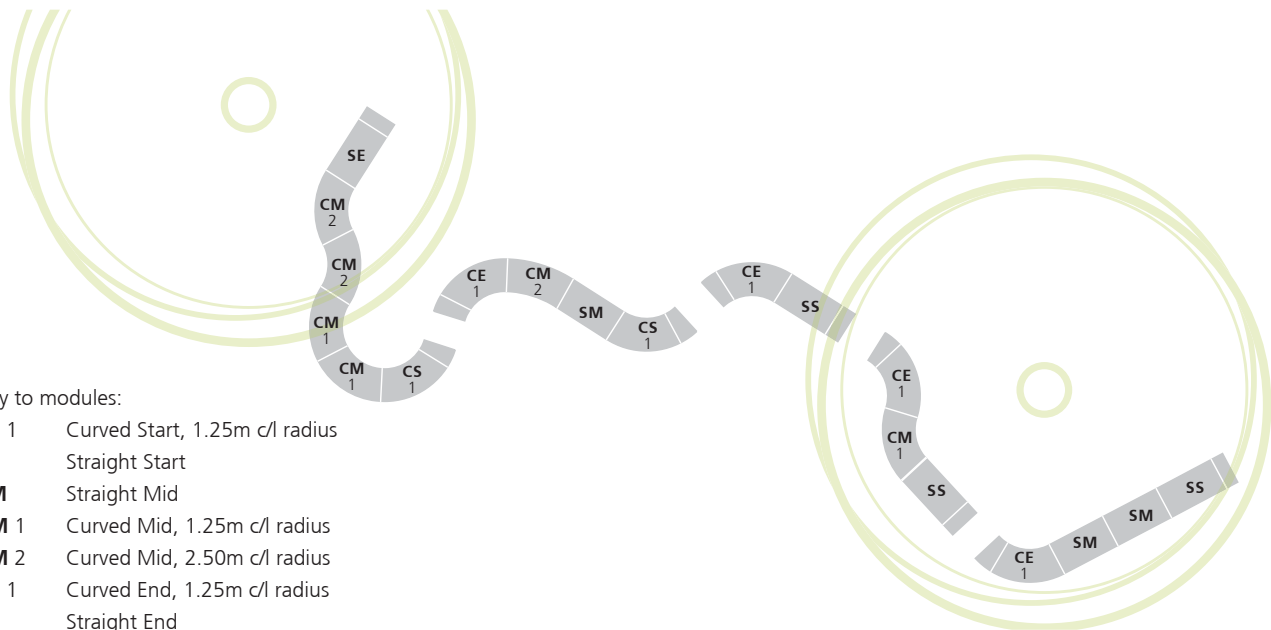 SE
CM
2
CM
2
CM
1
CM
1
CS
1
CE
1
CM
2
SM
CS
1
CE
1
SS
CE
1
CM
1
SS
CE
1
SM
SM
SS
y to modules:
1 Curved Start, 1.25m c/l radius
Straight Start
M Straight Mid
M 1 Curved Mid, 1.25m c/l radius
M 2 Curved Mid, 2.50m c/l radius
1 Curved End, 1.25m c/l radius
Straight End